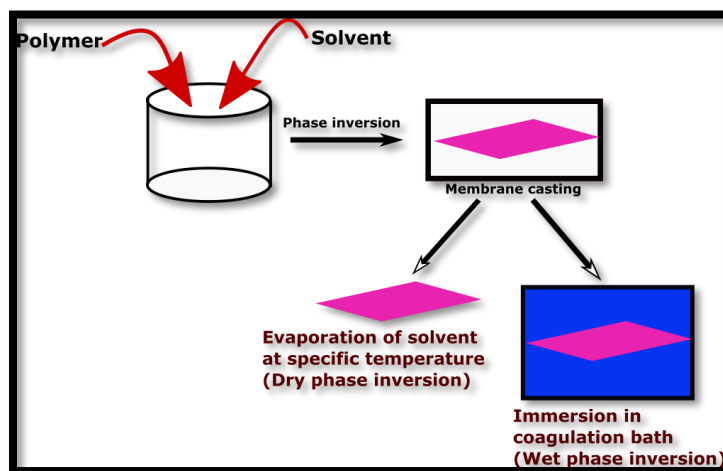 Polymer
Solvent
Phase inversion
Membrane casting
Evaporation of solvent
at specific temperature
(Dry phase inversion)
Immersion in
coagulation bath
(Wet phase inversion)